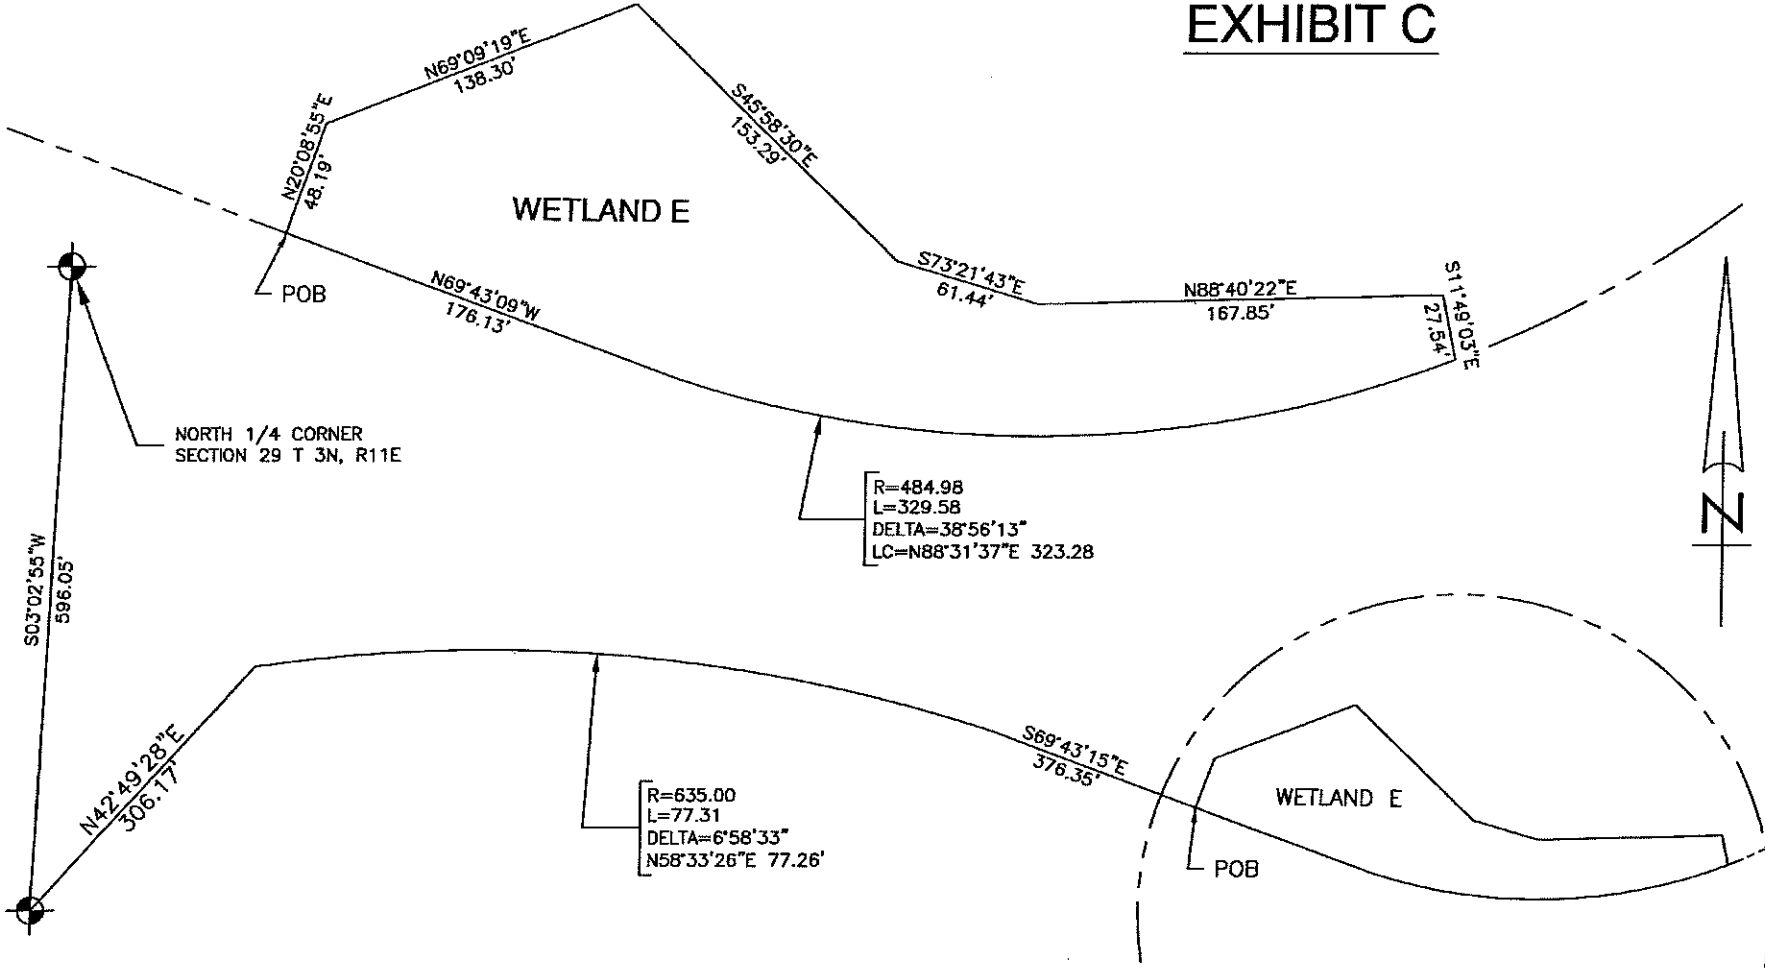 EXHIBIT C
N69°09'19"E
138.30'
N20°08'55"E
48.19'
S45°58'30"E
153.29'
WETLAND E
POB
N69°43'09"W
176.13'
S73°21'43"E
61.44'
N88°40'22"E
167.85'
S11°49'03"E
27.54'
NORTH 1/4 CORNER
SECTION 29 T 3N, R11E
R=484.98
L=329.58
DELTA=38°56'13"
LC=N88°31'37"E 323.28
N
S03°02'55"W
596.05'
N42°49'28"E
306.17'
R=635.00
L=77.31
DELTA=6°58'33"
N58°33'26"E 77.26'
S69°43'15"E
376.35'
WETLAND E
POB